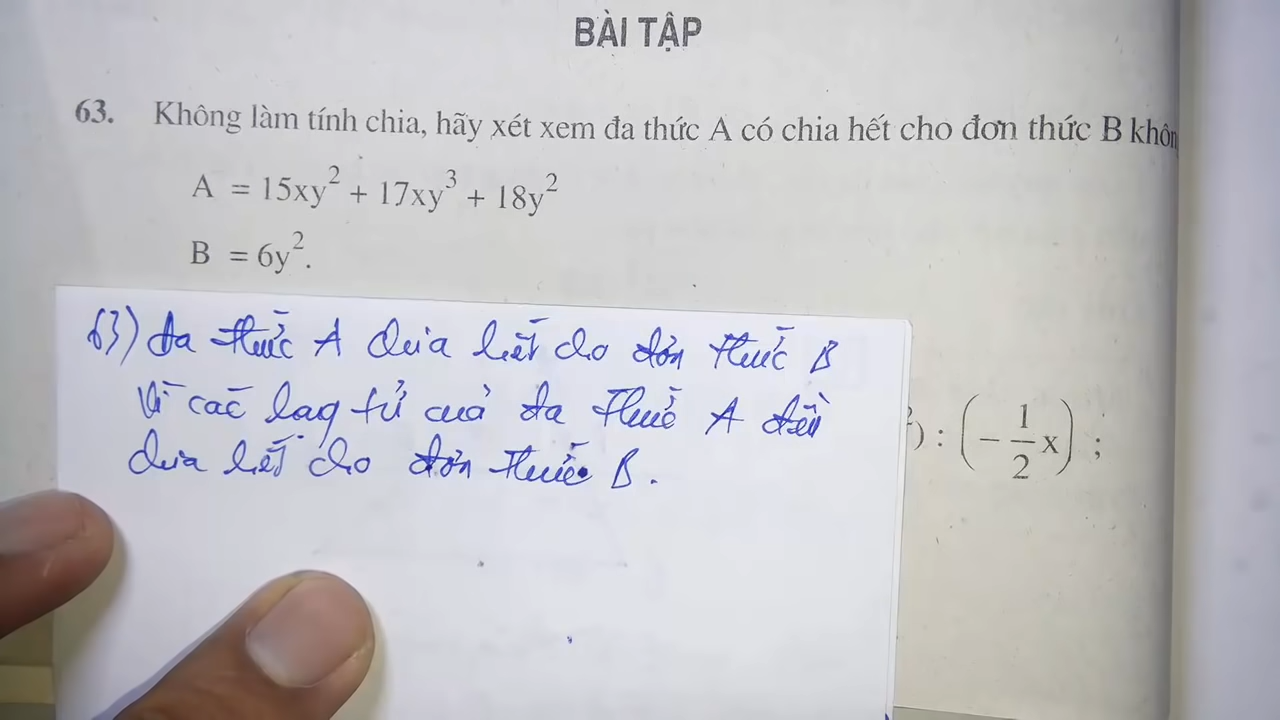 BÀI TẬP
63. Không làm tính chia, hãy xét xem đa thức A có chia hết cho đơn thức B khôn
A = 15xy² + 17xy³ + 18y²
B = 6y².
63) Đa thức A chia hết cho đơn thức B
Vì các hạng tử của đa thức A đều
chia hết cho đơn thức B.
²) : (−1/2x) ;